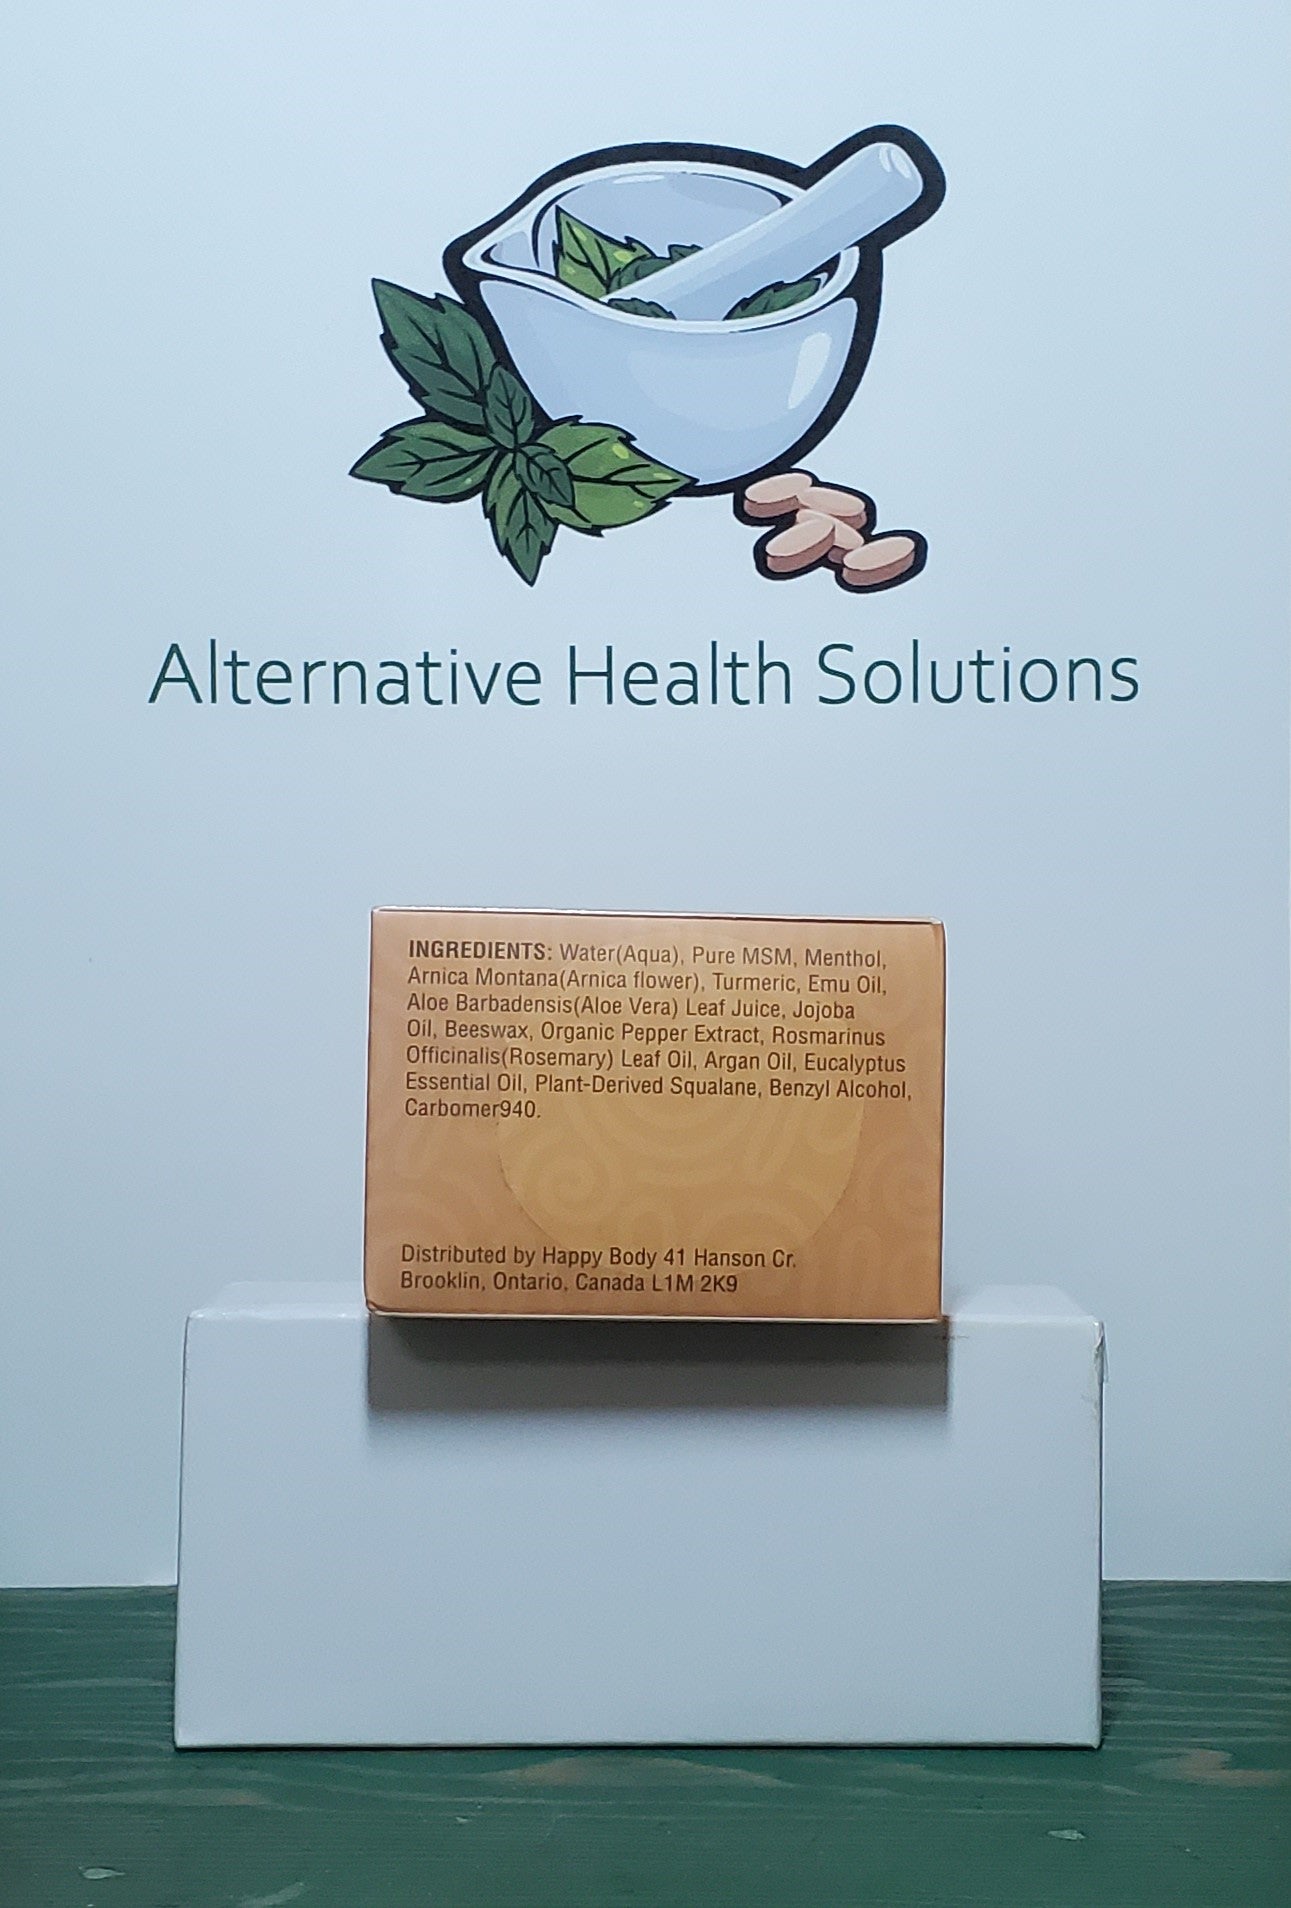 Alternative Health Solutions
INGREDIENTS: Water(Aqua), Pure MSM, Menthol,
Arnica Montana(Arnica flower), Turmeric, Emu Oil,
Aloe Barbadensis(Aloe Vera) Leaf Juice, Jojoba
Oil, Beeswax, Organic Pepper Extract, Rosmarinus
Officinalis(Rosemary) Leaf Oil, Argan Oil, Eucalyptus
Essential Oil, Plant-Derived Squalane, Benzyl Alcohol,
Carbomer940.
Distributed by Happy Body 41 Hanson Cr.
Brooklin, Ontario, Canada L1M 2K9